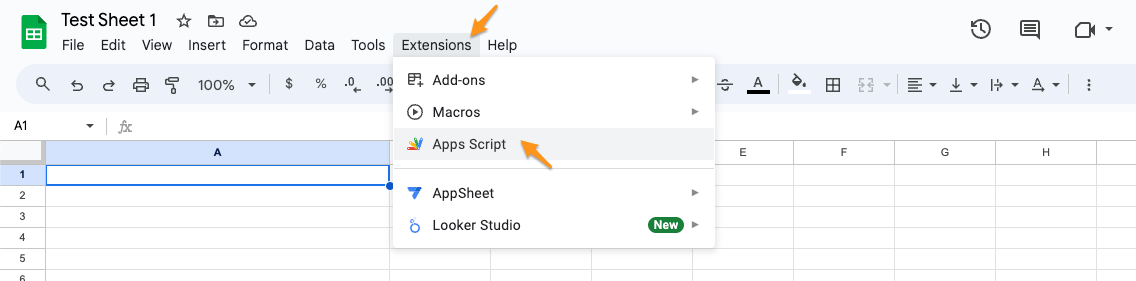 Test Sheet 1
File Edit View Insert Format Data Tools Extensions Help
100% $ % .0 .00 A
Add-ons
Macros
Apps Script
AppSheet
Looker Studio New
A1 fx
A E F G H
1
2
3
4
5
6